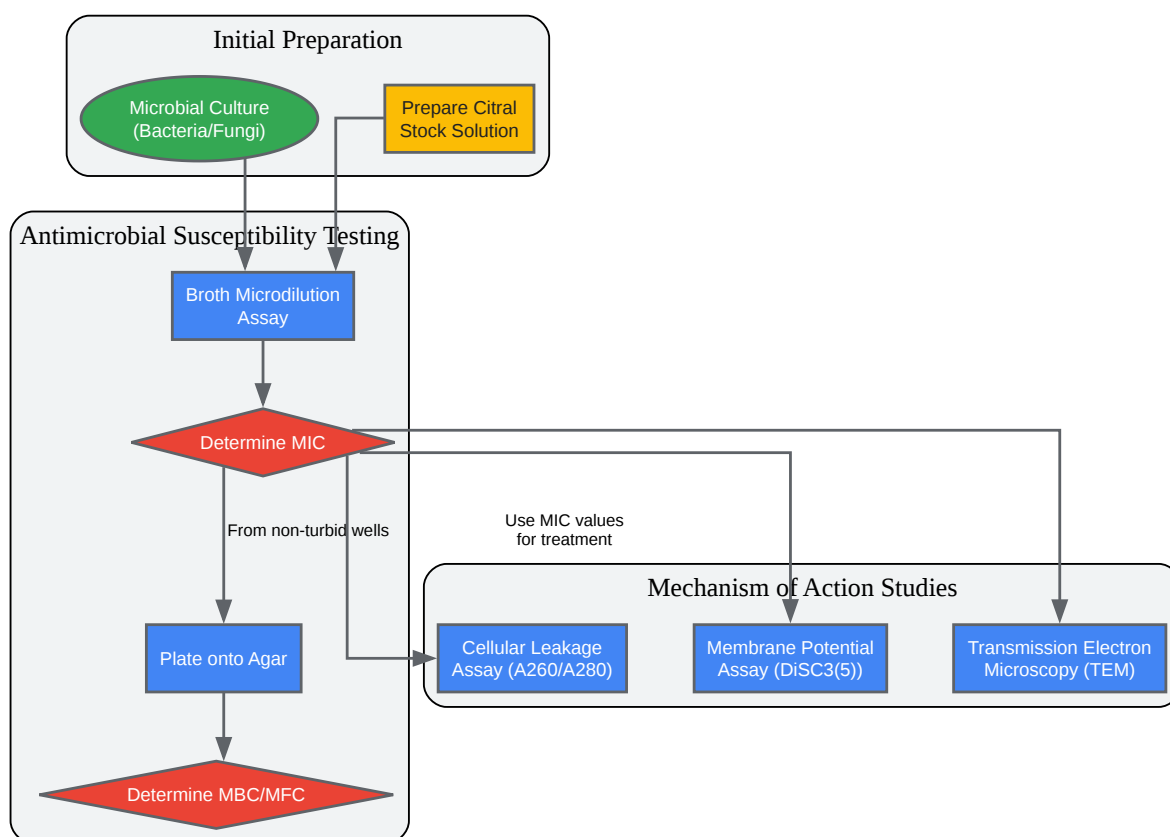 Initial Preparation
Microbial Culture
(Bacteria/Fungi)
Prepare Citral
Stock Solution
Antimicrobial Susceptibility Testing
Broth Microdilution
Assay
Determine MIC
From non-turbid wells
Use MIC values
for treatment
Mechanism of Action Studies
Plate onto Agar
Cellular Leakage
Assay (A260/A280)
Membrane Potential
Assay (DiSC3(5))
Transmission Electron
Microscopy (TEM)
Determine MBC/MFC